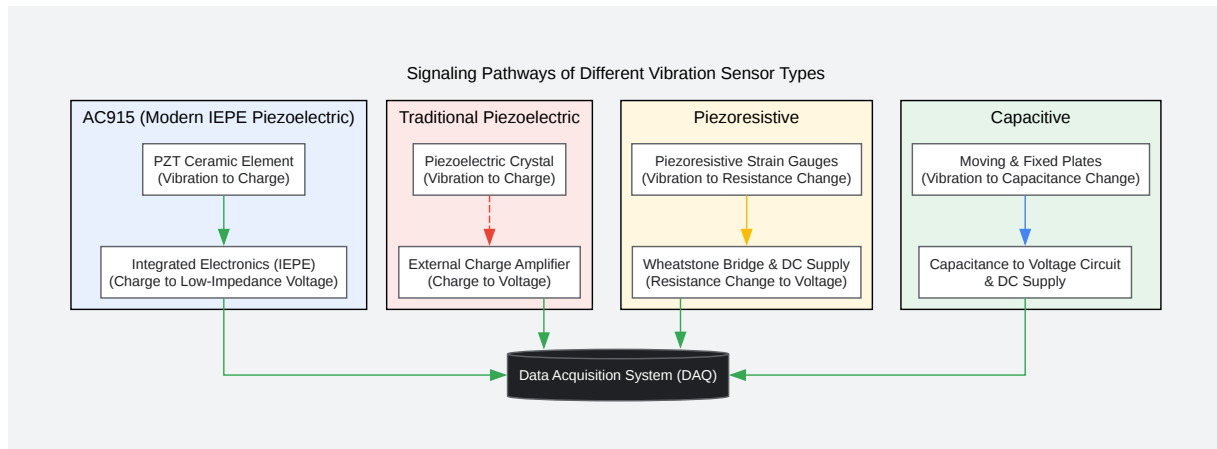 Signaling Pathways of Different Vibration Sensor Types
AC915 (Modern IEPE Piezoelectric)
PZT Ceramic Element
(Vibration to Charge)
Integrated Electronics (IEPE)
(Charge to Low-Impedance Voltage)
Traditional Piezoelectric
Piezoelectric Crystal
(Vibration to Charge)
External Charge Amplifier
(Charge to Voltage)
Piezoresistive
Piezoresistive Strain Gauges
(Vibration to Resistance Change)
Wheatstone Bridge & DC Supply
(Resistance Change to Voltage)
Capacitive
Moving & Fixed Plates
(Vibration to Capacitance Change)
Capacitance to Voltage Circuit
& DC Supply
Data Acquisition System (DAQ)